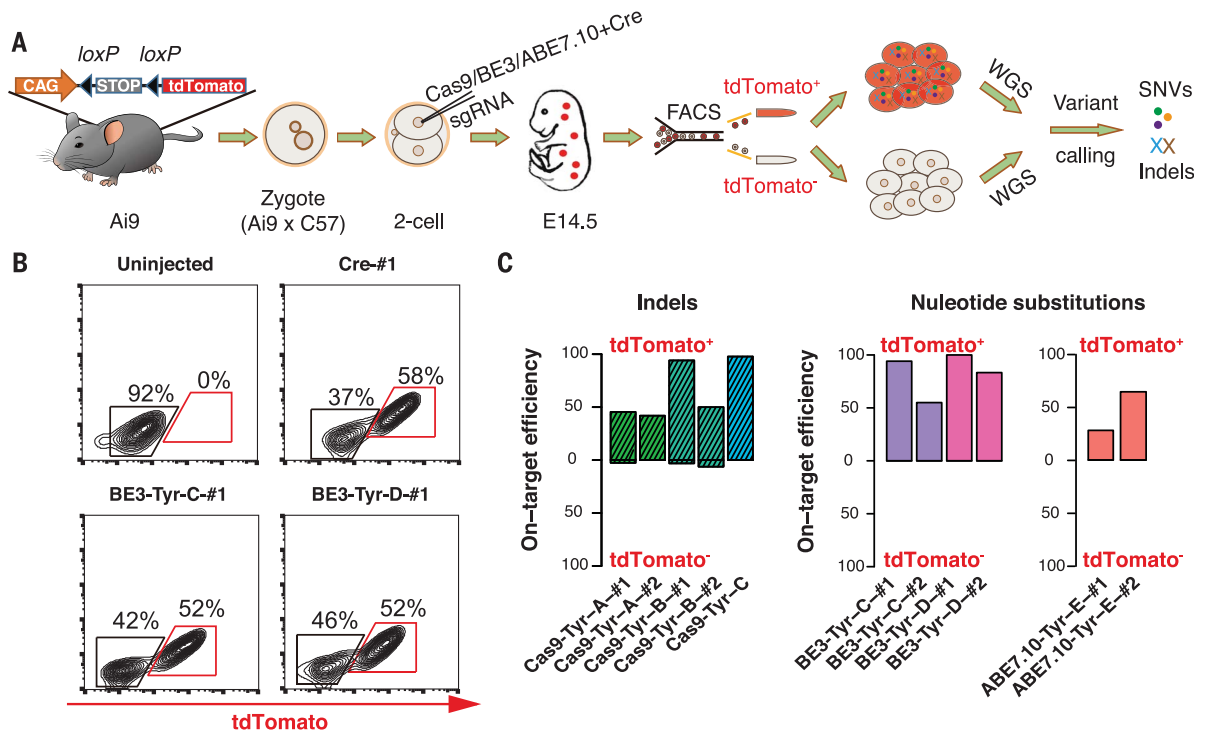 A
loxP loxP
CAG STOP tdTomato
Cas9/BE3/ABE7.10+Cre
sgRNA
FACS
tdTomato⁺
tdTomato⁻
WGS
WGS
Variant
calling
SNVs
XX
Indels
Ai9
Zygote
(Ai9 x C57)
2-cell
E14.5
B
Uninjected
92%
0%
Cre-#1
37%
58%
BE3-Tyr-C-#1
42%
52%
BE3-Tyr-D-#1
46%
52%
tdTomato
C
Indels
On-target efficiency
100
50
0
50
100
tdTomato⁺
tdTomato⁻
Cas9-Tyr-A-#1
Cas9-Tyr-A-#2
Cas9-Tyr-B-#1
Cas9-Tyr-B-#2
Cas9-Tyr-C
Nuleotide substitutions
On-target efficiency
100
50
0
50
100
tdTomato⁺
tdTomato⁻
BE3-Tyr-C-#1
BE3-Tyr-C-#2
BE3-Tyr-D-#1
BE3-Tyr-D-#2
100
50
0
50
100
tdTomato⁺
tdTomato⁻
ABE7.10-Tyr-E-#1
ABE7.10-Tyr-E-#2